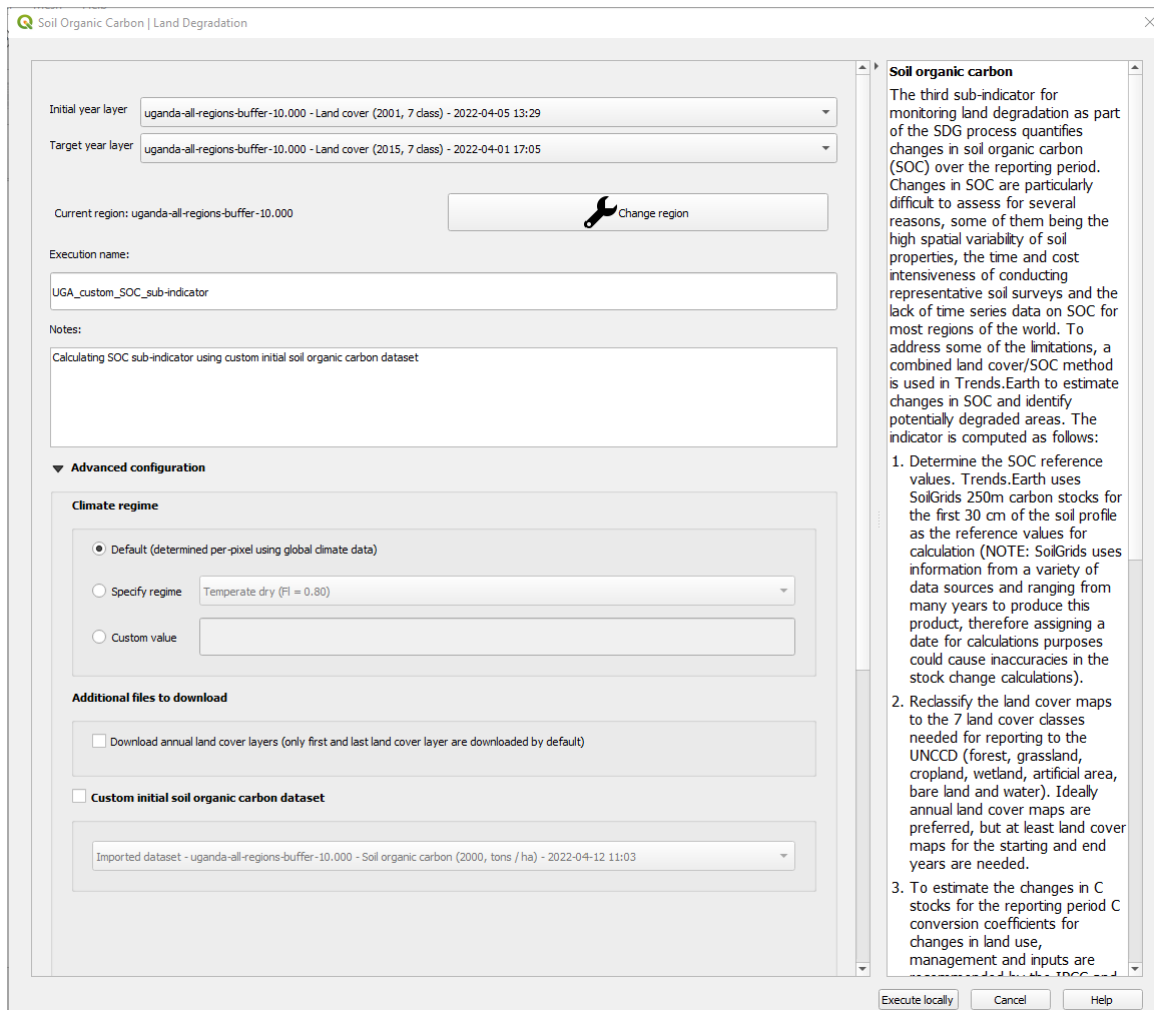 Soil Organic Carbon | Land Degradation
Initial year layer
uganda-all-regions-buffer-10.000 - Land cover (2001, 7 class) - 2022-04-05 13:29
Target year layer
uganda-all-regions-buffer-10.000 - Land cover (2015, 7 class) - 2022-04-01 17:05
Current region: uganda-all-regions-buffer-10.000
Change region
Execution name:
UGA_custom_SOC_sub-indicator
Notes:
Calculating SOC sub-indicator using custom initial soil organic carbon dataset
Advanced configuration
Climate regime
Default (determined per-pixel using global climate data)
Specify regime
Temperate dry (Fl = 0.80)
Custom value
Additional files to download
Download annual land cover layers (only first and last land cover layer are downloaded by default)
Custom initial soil organic carbon dataset
Imported dataset - uganda-all-regions-buffer-10.000 - Soil organic carbon (2000, tons / ha) - 2022-04-12 11:03
Soil organic carbon
The third sub-indicator for
monitoring land degradation as part
of the SDG process quantifies
changes in soil organic carbon
(SOC) over the reporting period.
Changes in SOC are particularly
difficult to assess for several
reasons, some of them being the
high spatial variability of soil
properties, the time and cost
intensiveness of conducting
representative soil surveys and the
lack of time series data on SOC for
most regions of the world. To
address some of the limitations, a
combined land cover/SOC method
is used in Trends.Earth to estimate
changes in SOC and identify
potentially degraded areas. The
indicator is computed as follows:
1. Determine the SOC reference
values. Trends.Earth uses
SoilGrids 250m carbon stocks for
the first 30 cm of the soil profile
as the reference values for
calculation (NOTE: SoilGrids uses
information from a variety of
data sources and ranging from
many years to produce this
product, therefore assigning a
date for calculations purposes
could cause inaccuracies in the
stock change calculations).
2. Reclassify the land cover maps
to the 7 land cover classes
needed for reporting to the
UNCCD (forest, grassland,
cropland, wetland, artificial area,
bare land and water). Ideally
annual land cover maps are
preferred, but at least land cover
maps for the starting and end
years are needed.
3. To estimate the changes in C
stocks for the reporting period C
conversion coefficients for
changes in land use,
management and inputs are
recommended by the IPCC and
Execute locally
Cancel
Help